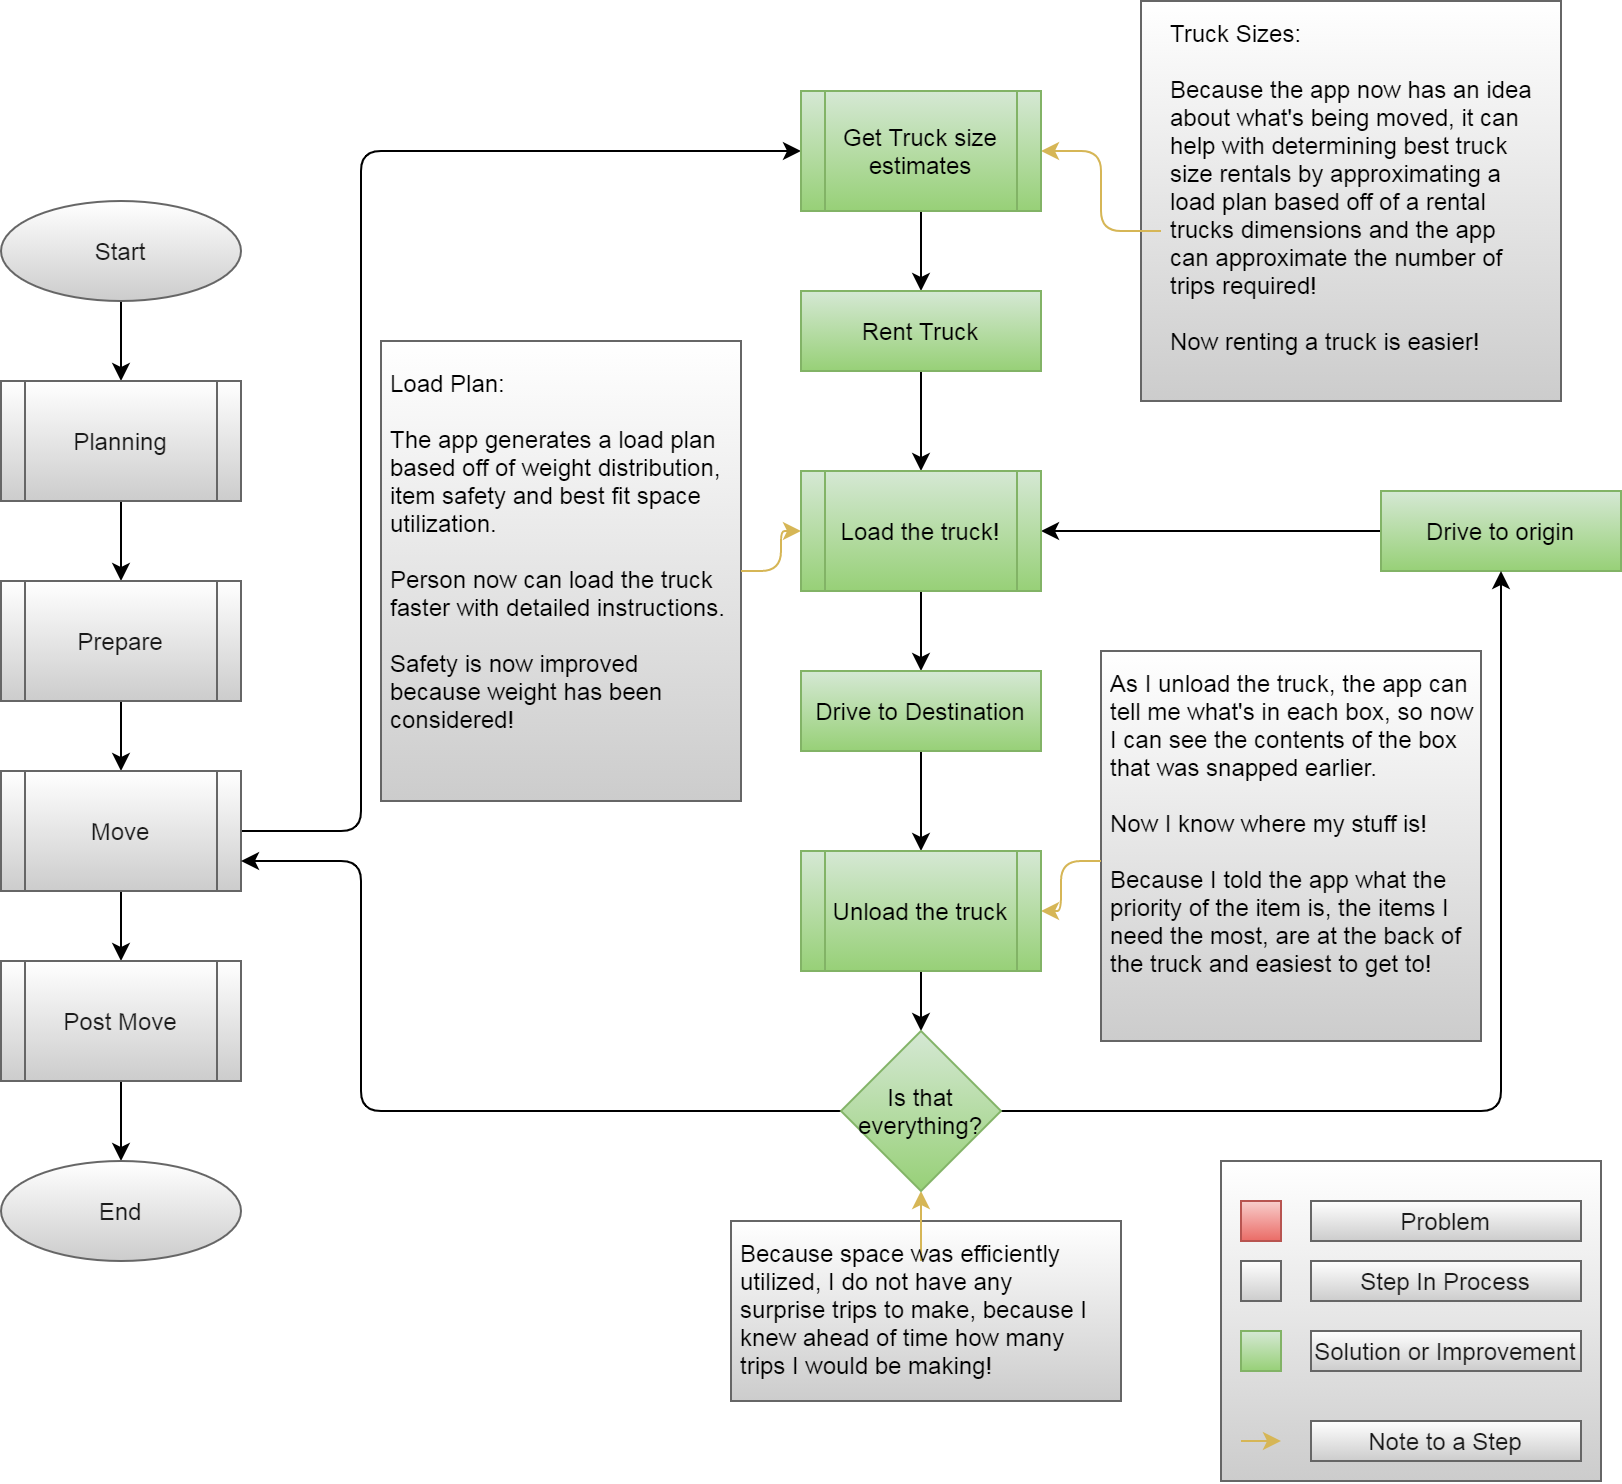 Start
Planning
Prepare
Move
Post Move
End
Load Plan:
The app generates a load plan
based off of weight distribution,
item safety and best fit space
utilization.
Person now can load the truck
faster with detailed instructions.
Safety is now improved
because weight has been
considered!
Get Truck size
estimates
Rent Truck
Load the truck!
Drive to Destination
Unload the truck
Is that
everything?
Because space was efficiently
utilized, I do not have any
surprise trips to make, because I
knew ahead of time how many
trips I would be making!
Truck Sizes:
Because the app now has an idea
about what's being moved, it can
help with determining best truck
size rentals by approximating a
load plan based off of a rental
trucks dimensions and the app
can approximate the number of
trips required!
Now renting a truck is easier!
Drive to origin
As I unload the truck, the app can
tell me what's in each box, so now
I can see the contents of the box
that was snapped earlier.
Now I know where my stuff is!
Because I told the app what the
priority of the item is, the items I
need the most, are at the back of
the truck and easiest to get to!
Problem
Step In Process
Solution or Improvement
Note to a Step